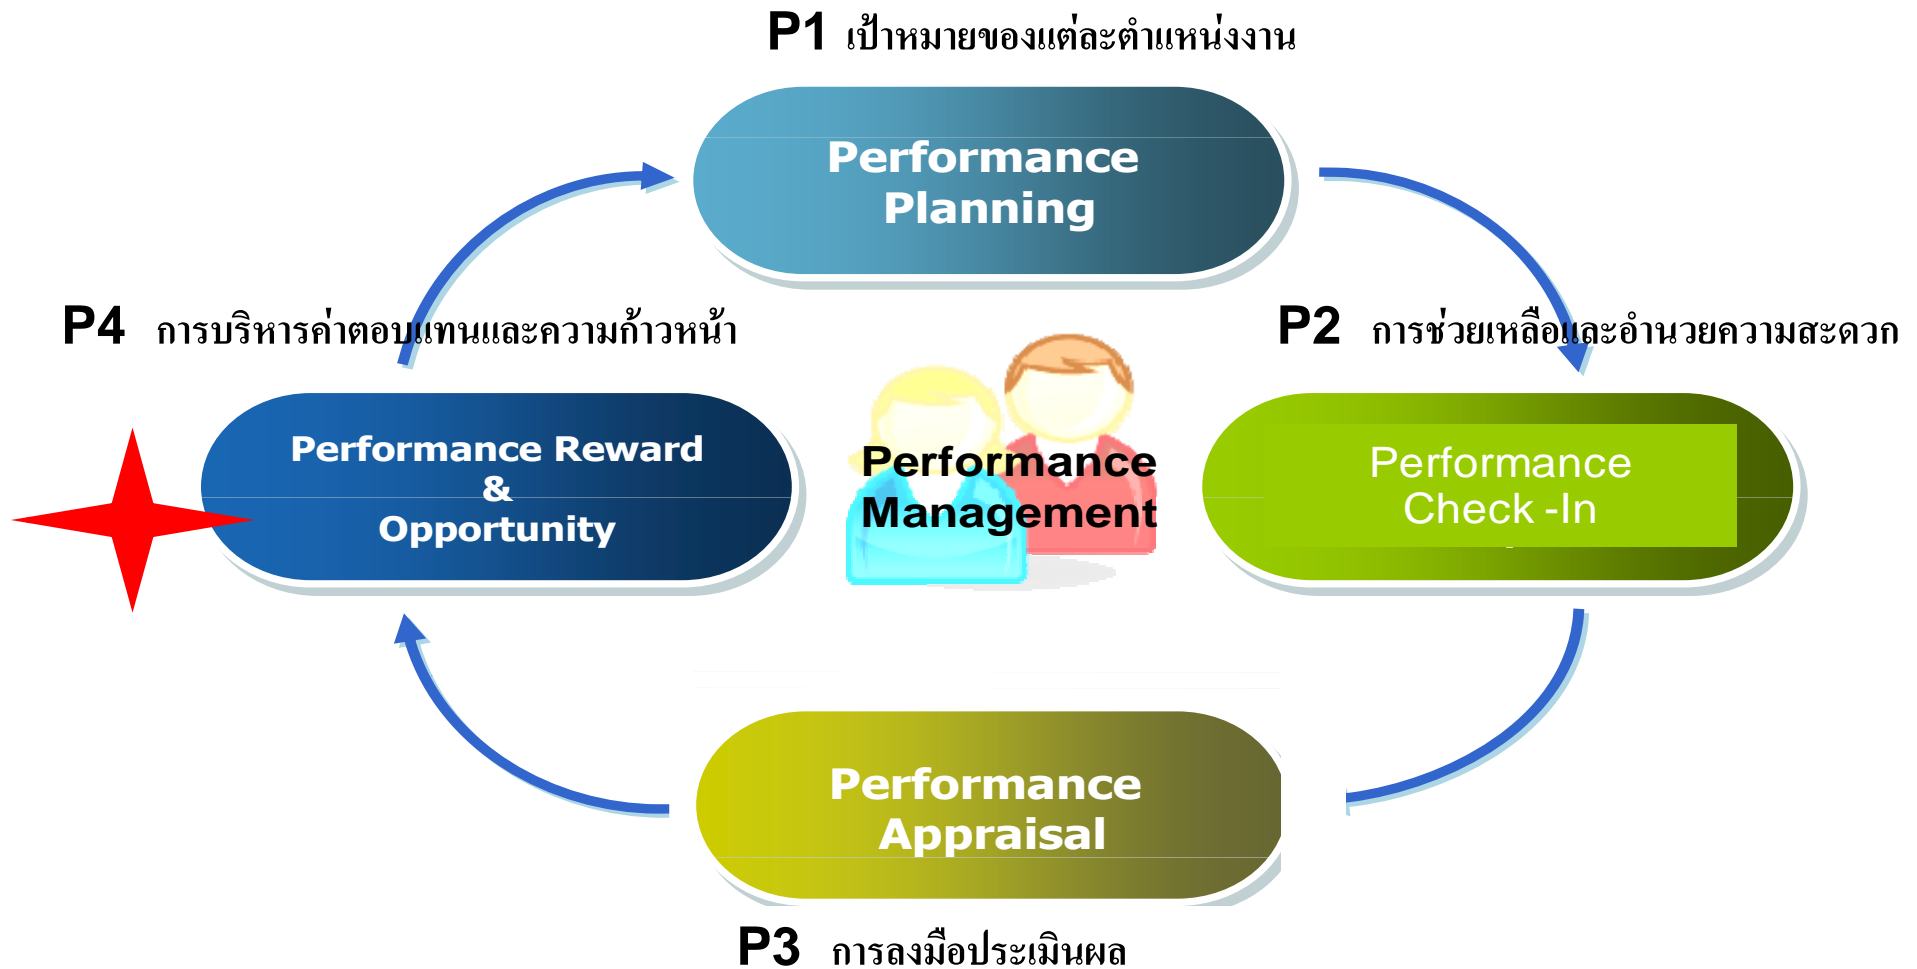 P1 เป้าหมายของแต่ละตำแหน่งงาน
Performance
Planning
P4 การบริหารค่าตอบแทนและความก้าวหน้า
P2 การช่วยเหลือและอำนวยความสะดวก
Performance Reward
&
Opportunity
Performance
Management
Performance
Check -In
Performance
Appraisal
P3 การลงมือประเมินผล